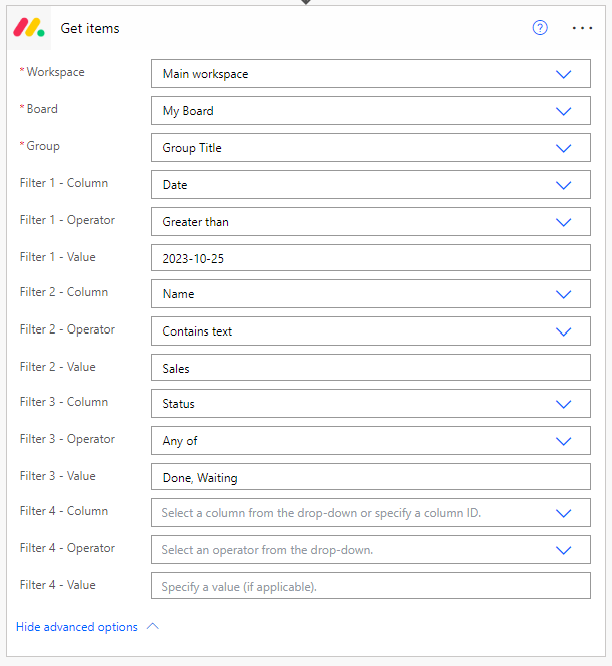 Get items
* Workspace Main workspace
* Board My Board
* Group Group Title
Filter 1 - Column Date
Filter 1 - Operator Greater than
Filter 1 - Value 2023-10-25
Filter 2 - Column Name
Filter 2 - Operator Contains text
Filter 2 - Value Sales
Filter 3 - Column Status
Filter 3 - Operator Any of
Filter 3 - Value Done, Waiting
Filter 4 - Column Select a column from the drop-down or specify a column ID.
Filter 4 - Operator Select an operator from the drop-down.
Filter 4 - Value Specify a value (if applicable).
Hide advanced options